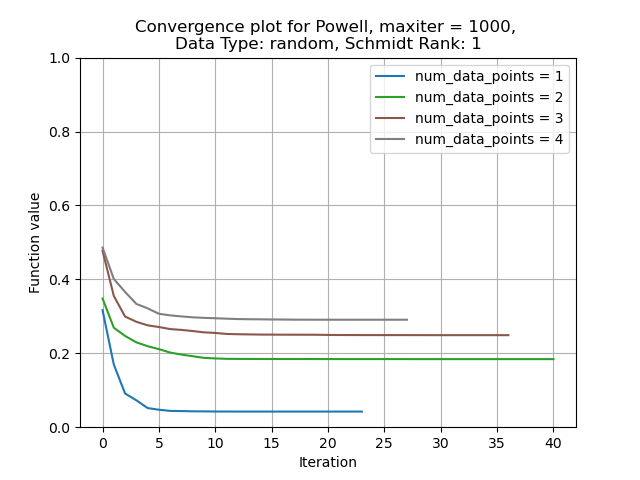 Convergence plot for Powell, maxiter = 1000,
Data Type: random, Schmidt Rank: 1
num_data_points = 1
num_data_points = 2
num_data_points = 3
num_data_points = 4
Function value
1.0
0.8
0.6
0.4
0.2
0.0
0 5 10 15 20 25 30 35 40
Iteration